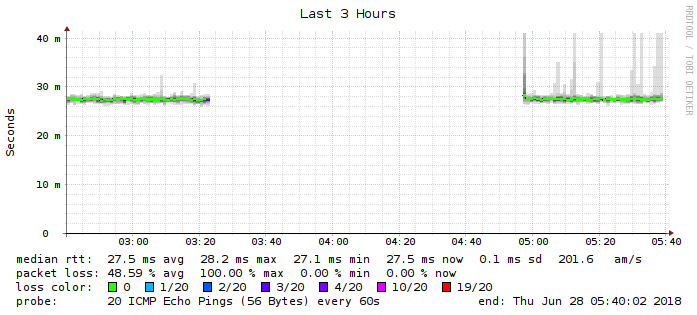 Last 3 Hours
RRDTOOL / TOBI OETIKER
Seconds
40 m
30 m
20 m
10 m
0
03:00 03:20 03:40 04:00 04:20 04:40 05:00 05:20 05:40
median rtt: 27.5 ms avg 28.2 ms max 27.1 ms min 27.5 ms now 0.1 ms sd 201.6 am/s
packet loss: 48.59 % avg 100.00 % max 0.00 % min 0.00 % now
loss color: 0 1/20 2/20 3/20 4/20 10/20 19/20
probe: 20 ICMP Echo Pings (56 Bytes) every 60s end: Thu Jun 28 05:40:02 2018